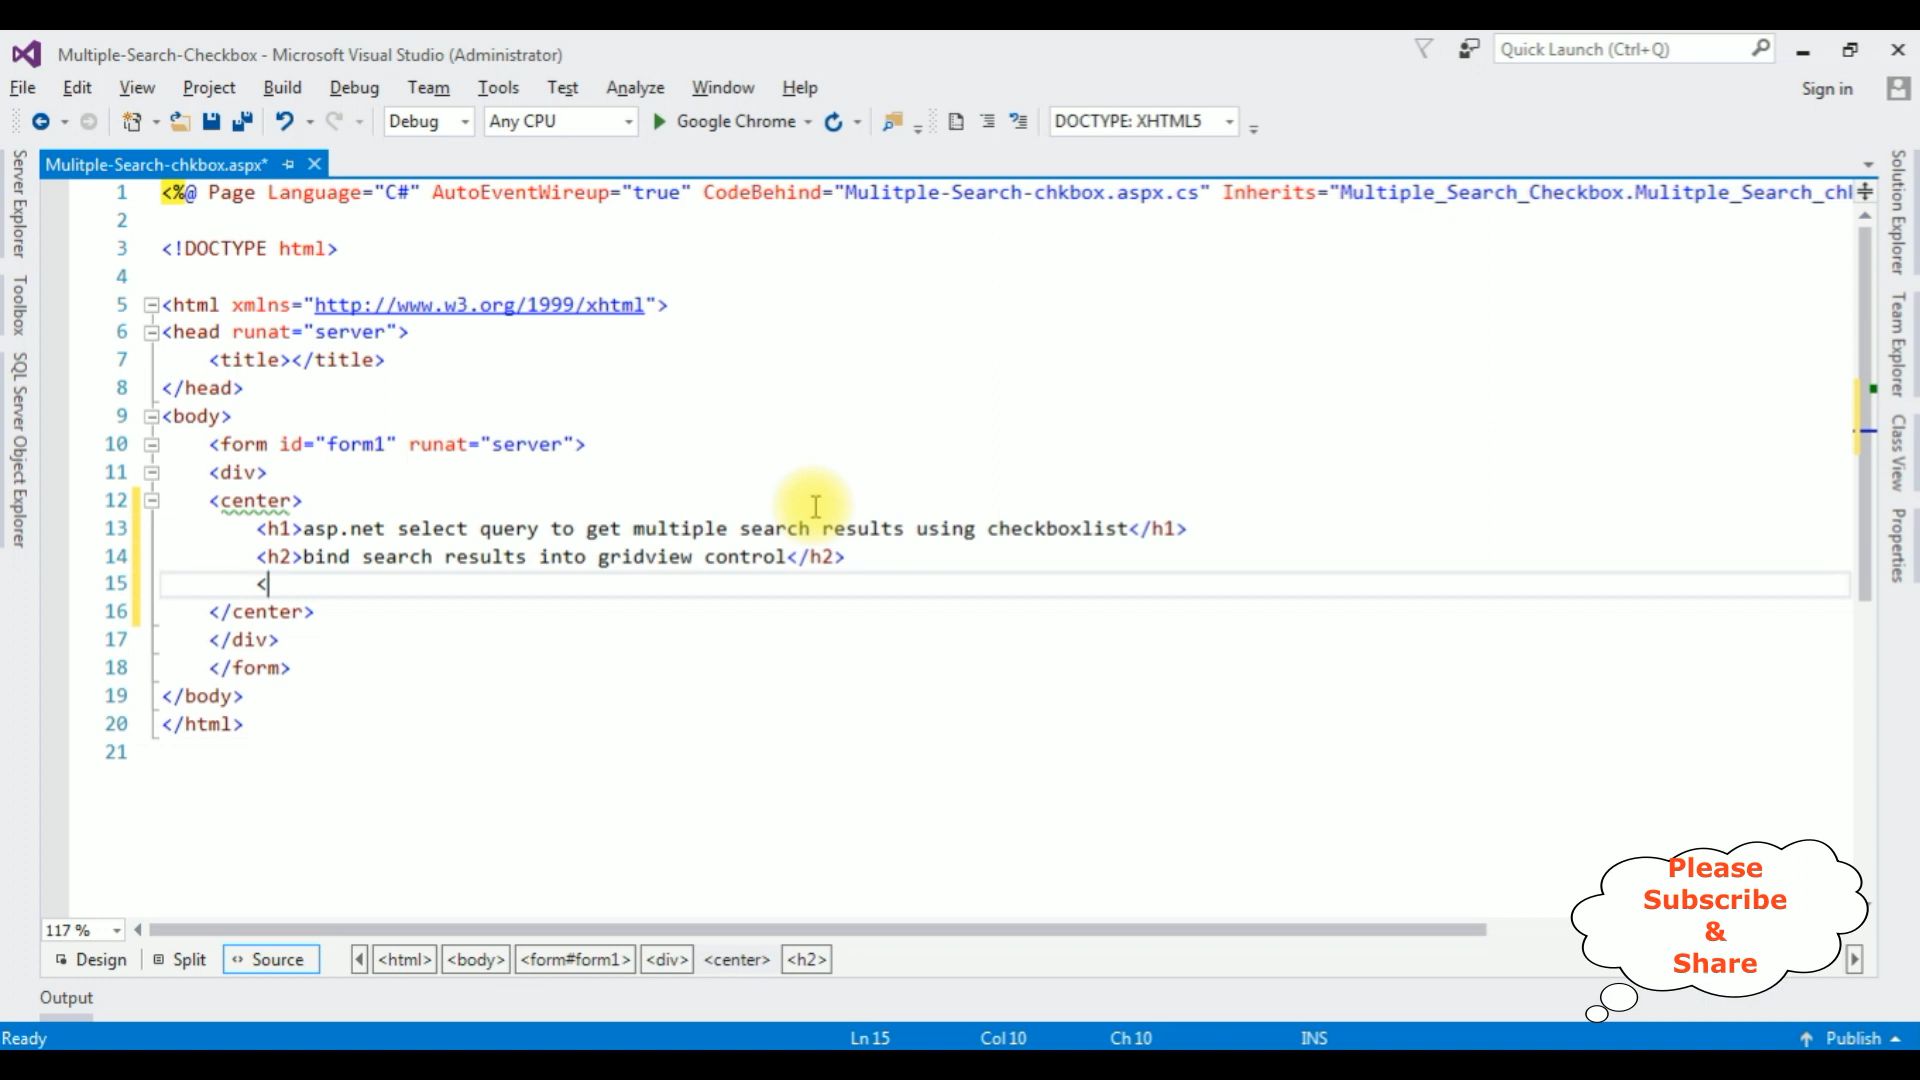 Multiple-Search-Checkbox - Microsoft Visual Studio (Administrator)
Quick Launch (Ctrl+Q)
File Edit View Project Build Debug Team Tools Test Analyze Window Help
Sign in
Debug Any CPU Google Chrome DOCTYPE: XHTML5
Mulitple-Search-chkbox.aspx*
Server Explorer
Toolbox
SQL Server Object Explorer
1 <%@ Page Language="C#" AutoEventWireup="true" CodeBehind="Mulitple-Search-chkbox.aspx.cs" Inherits="Multiple_Search_Checkbox.Mulitple_Search_chl
2
3 <!DOCTYPE html>
4
5 <html xmlns="http://www.w3.org/1999/xhtml">
6 <head runat="server">
7 <title></title>
8 </head>
9 <body>
10 <form id="form1" runat="server">
11 <div>
12 <center>
13 <h1>asp.net select query to get multiple search results using checkboxlist</h1>
14 <h2>bind search results into gridview control</h2>
15 <
16 </center>
17 </div>
18 </form>
19 </body>
20 </html>
21
Solution Explorer
Team Explorer
Class View
Properties
Please
Subscribe
&
Share
117 %
Design Split Source <html> <body> <form#form1> <div> <center> <h2>
Output
Ready Ln 15 Col 10 Ch 10 INS Publish